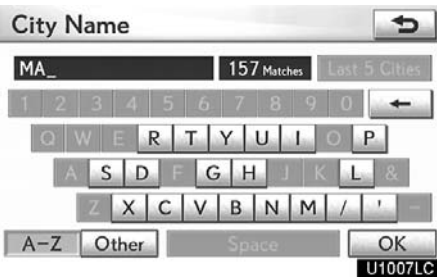 City Name
MA_ 157 Matches Last 5 Cities
1 2 3 4 5 6 7 8 9 0 ←
Q W E R T Y U I O P
A S D F G H J K L &
Z X C V B N M / ' -
A-Z Other Space OK
U1007LC